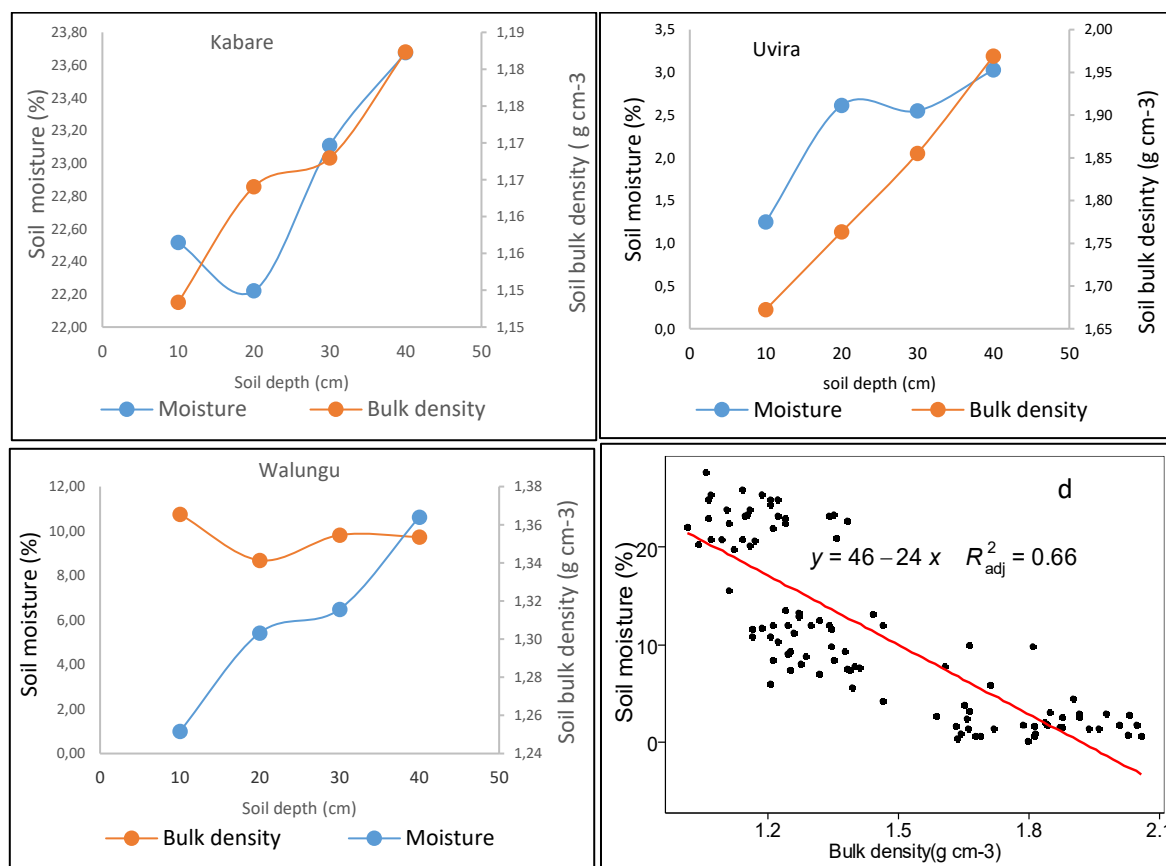 Kabare
Soil moisture (%)
23,80
23,60
23,40
23,20
23,00
22,80
22,60
22,40
22,20
22,00
1,19
1,18
1,18
1,17
1,17
1,16
1,16
1,15
1,15
Soil bulk density ( g cm-3
0 10 20 30 40 50
Soil depth (cm)
Moisture Bulk density
Uvira
Soil moisture (%)
3,5
3,0
2,5
2,0
1,5
1,0
0,5
0,0
2,00
1,95
1,90
1,85
1,80
1,75
1,70
1,65
Soil bulk desinty (g cm-3)
0 10 20 30 40 50
soil depth (cm)
Moisture Bulk density
Walungu
Soil moisture (%)
12,00
10,00
8,00
6,00
4,00
2,00
0,00
1,38
1,36
1,34
1,32
1,30
1,28
1,26
1,24
Soil bulk density (g cm-3)
0 10 20 30 40 50
Soil depth (cm)
Bulk density Moisture
d
y = 46 – 24 x R²adj = 0.66
Soil moisture (%)
20
10
0
1.2 1.5 1.8 2.1
Bulk density(g cm-3)